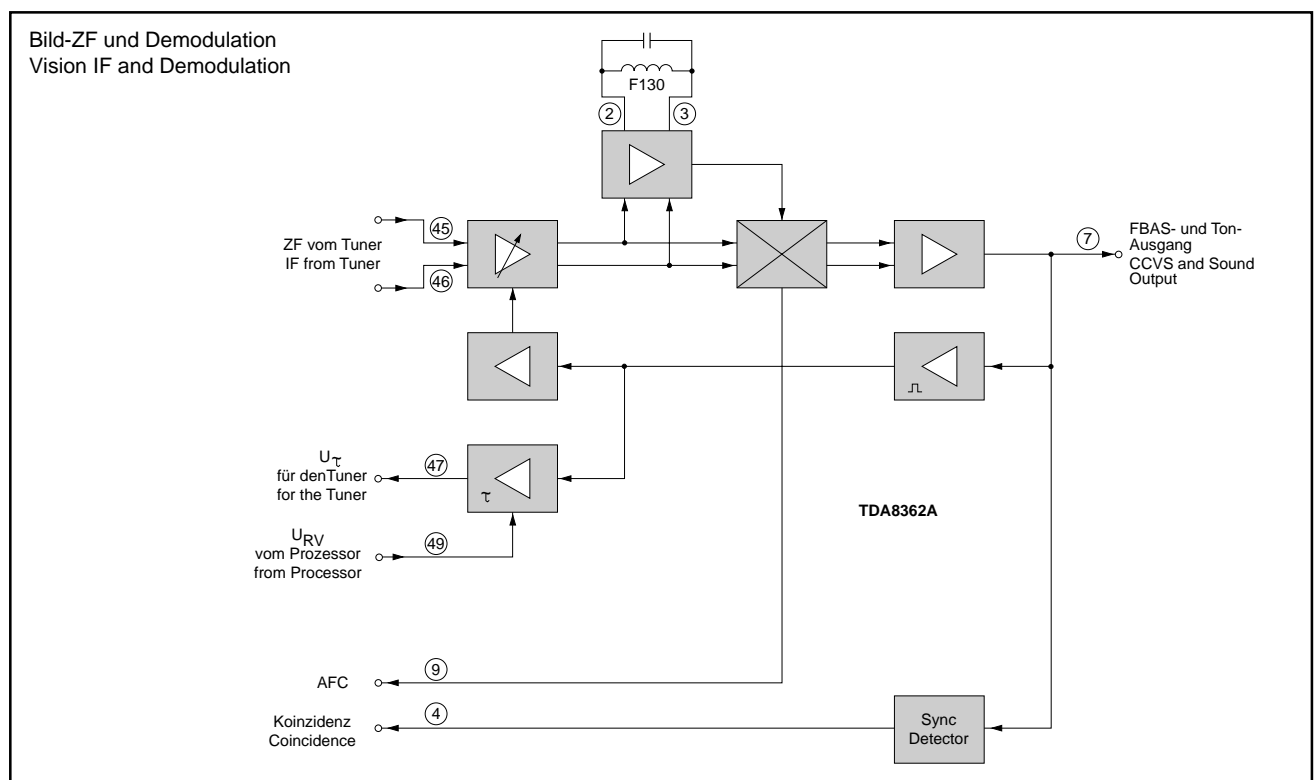 Bild-ZF und Demodulation
Vision IF and Demodulation
F130
2
3
45
ZF vom Tuner
IF from Tuner
46
7
FBAS- und Ton-
Ausgang
CCVS and Sound
Output
Uτ
für denTuner
for the Tuner
47
τ
TDA8362A
URV
vom Prozessor
from Processor
49
AFC
9
Koinzidenz
Coincidence
4
Sync
Detector